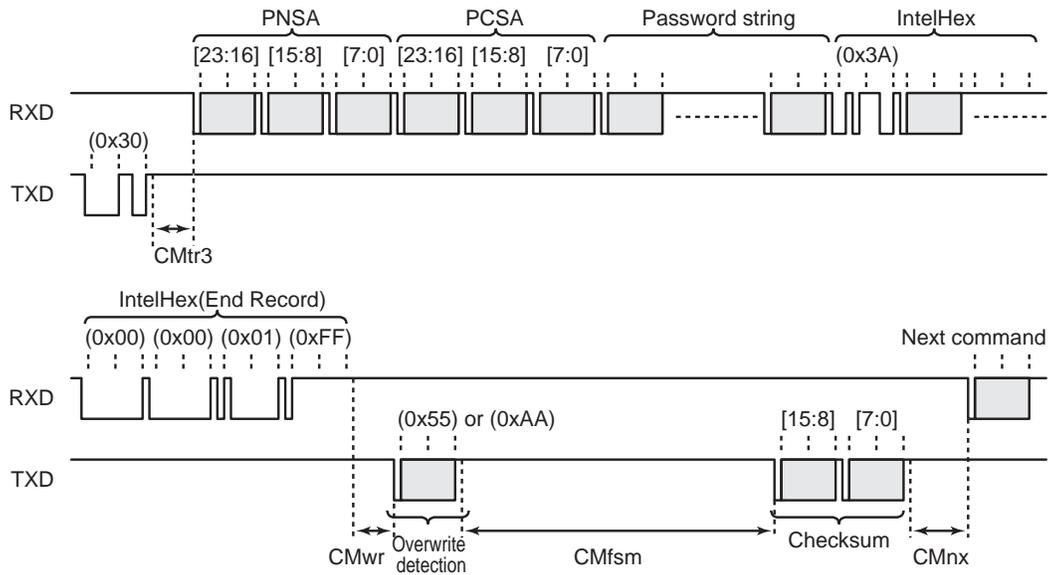 PNSA PCSA Password string IntelHex
[23:16] [15:8] [7:0] [23:16] [15:8] [7:0] (0x3A)
RXD
(0x30)
TXD
CMtr3
IntelHex(End Record)
(0x00) (0x00) (0x01) (0xFF) Next command
RXD
(0x55) or (0xAA) [15:8] [7:0]
TXD
CMwr Overwrite detection CMfsm Checksum CMnx